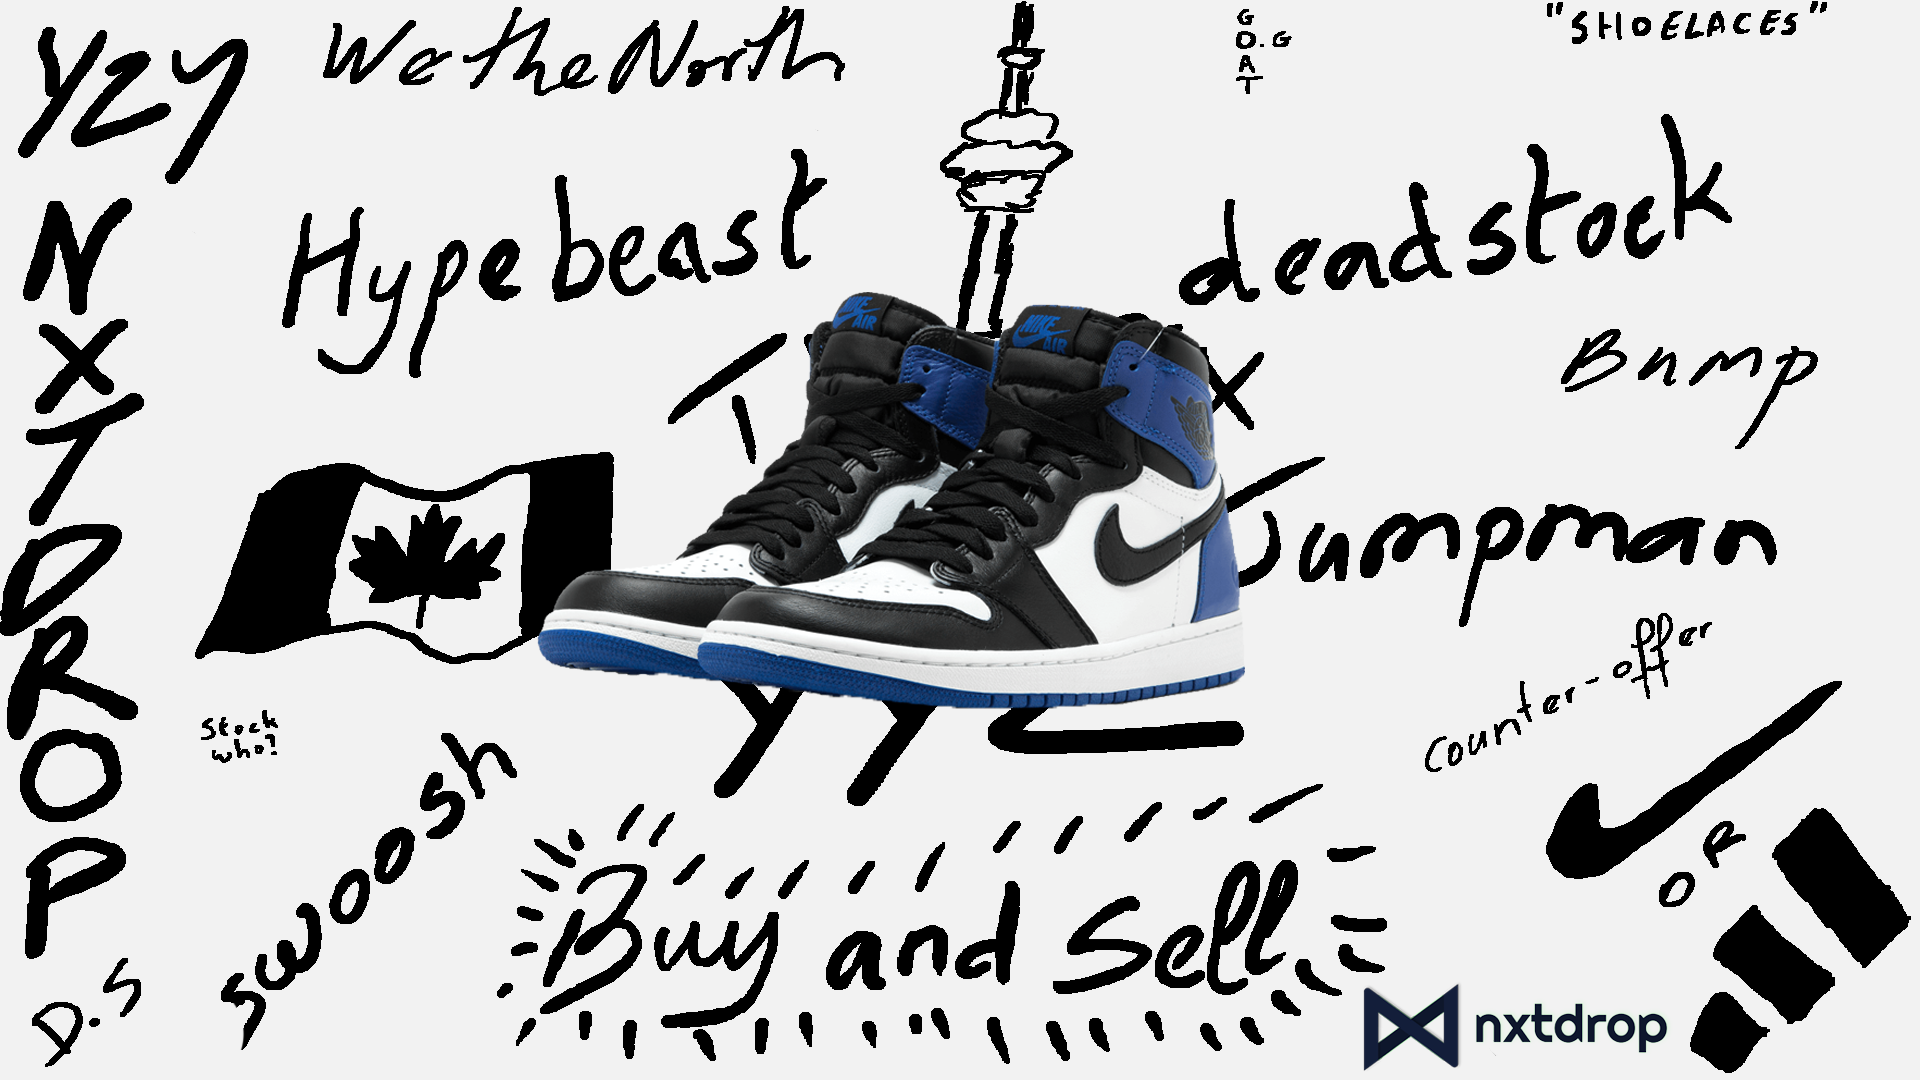 YZY
We the North
G
O.G
A
T
"SHOELACES"
Hypebeast
deadstock
NXTDROP
Bump
NIKE
AIR
NIKE
AIR
Jumpman
counter-offer
Stock
who?
swoosh
YYZ
OR
Buy and Sell
D.S
nxtdrop